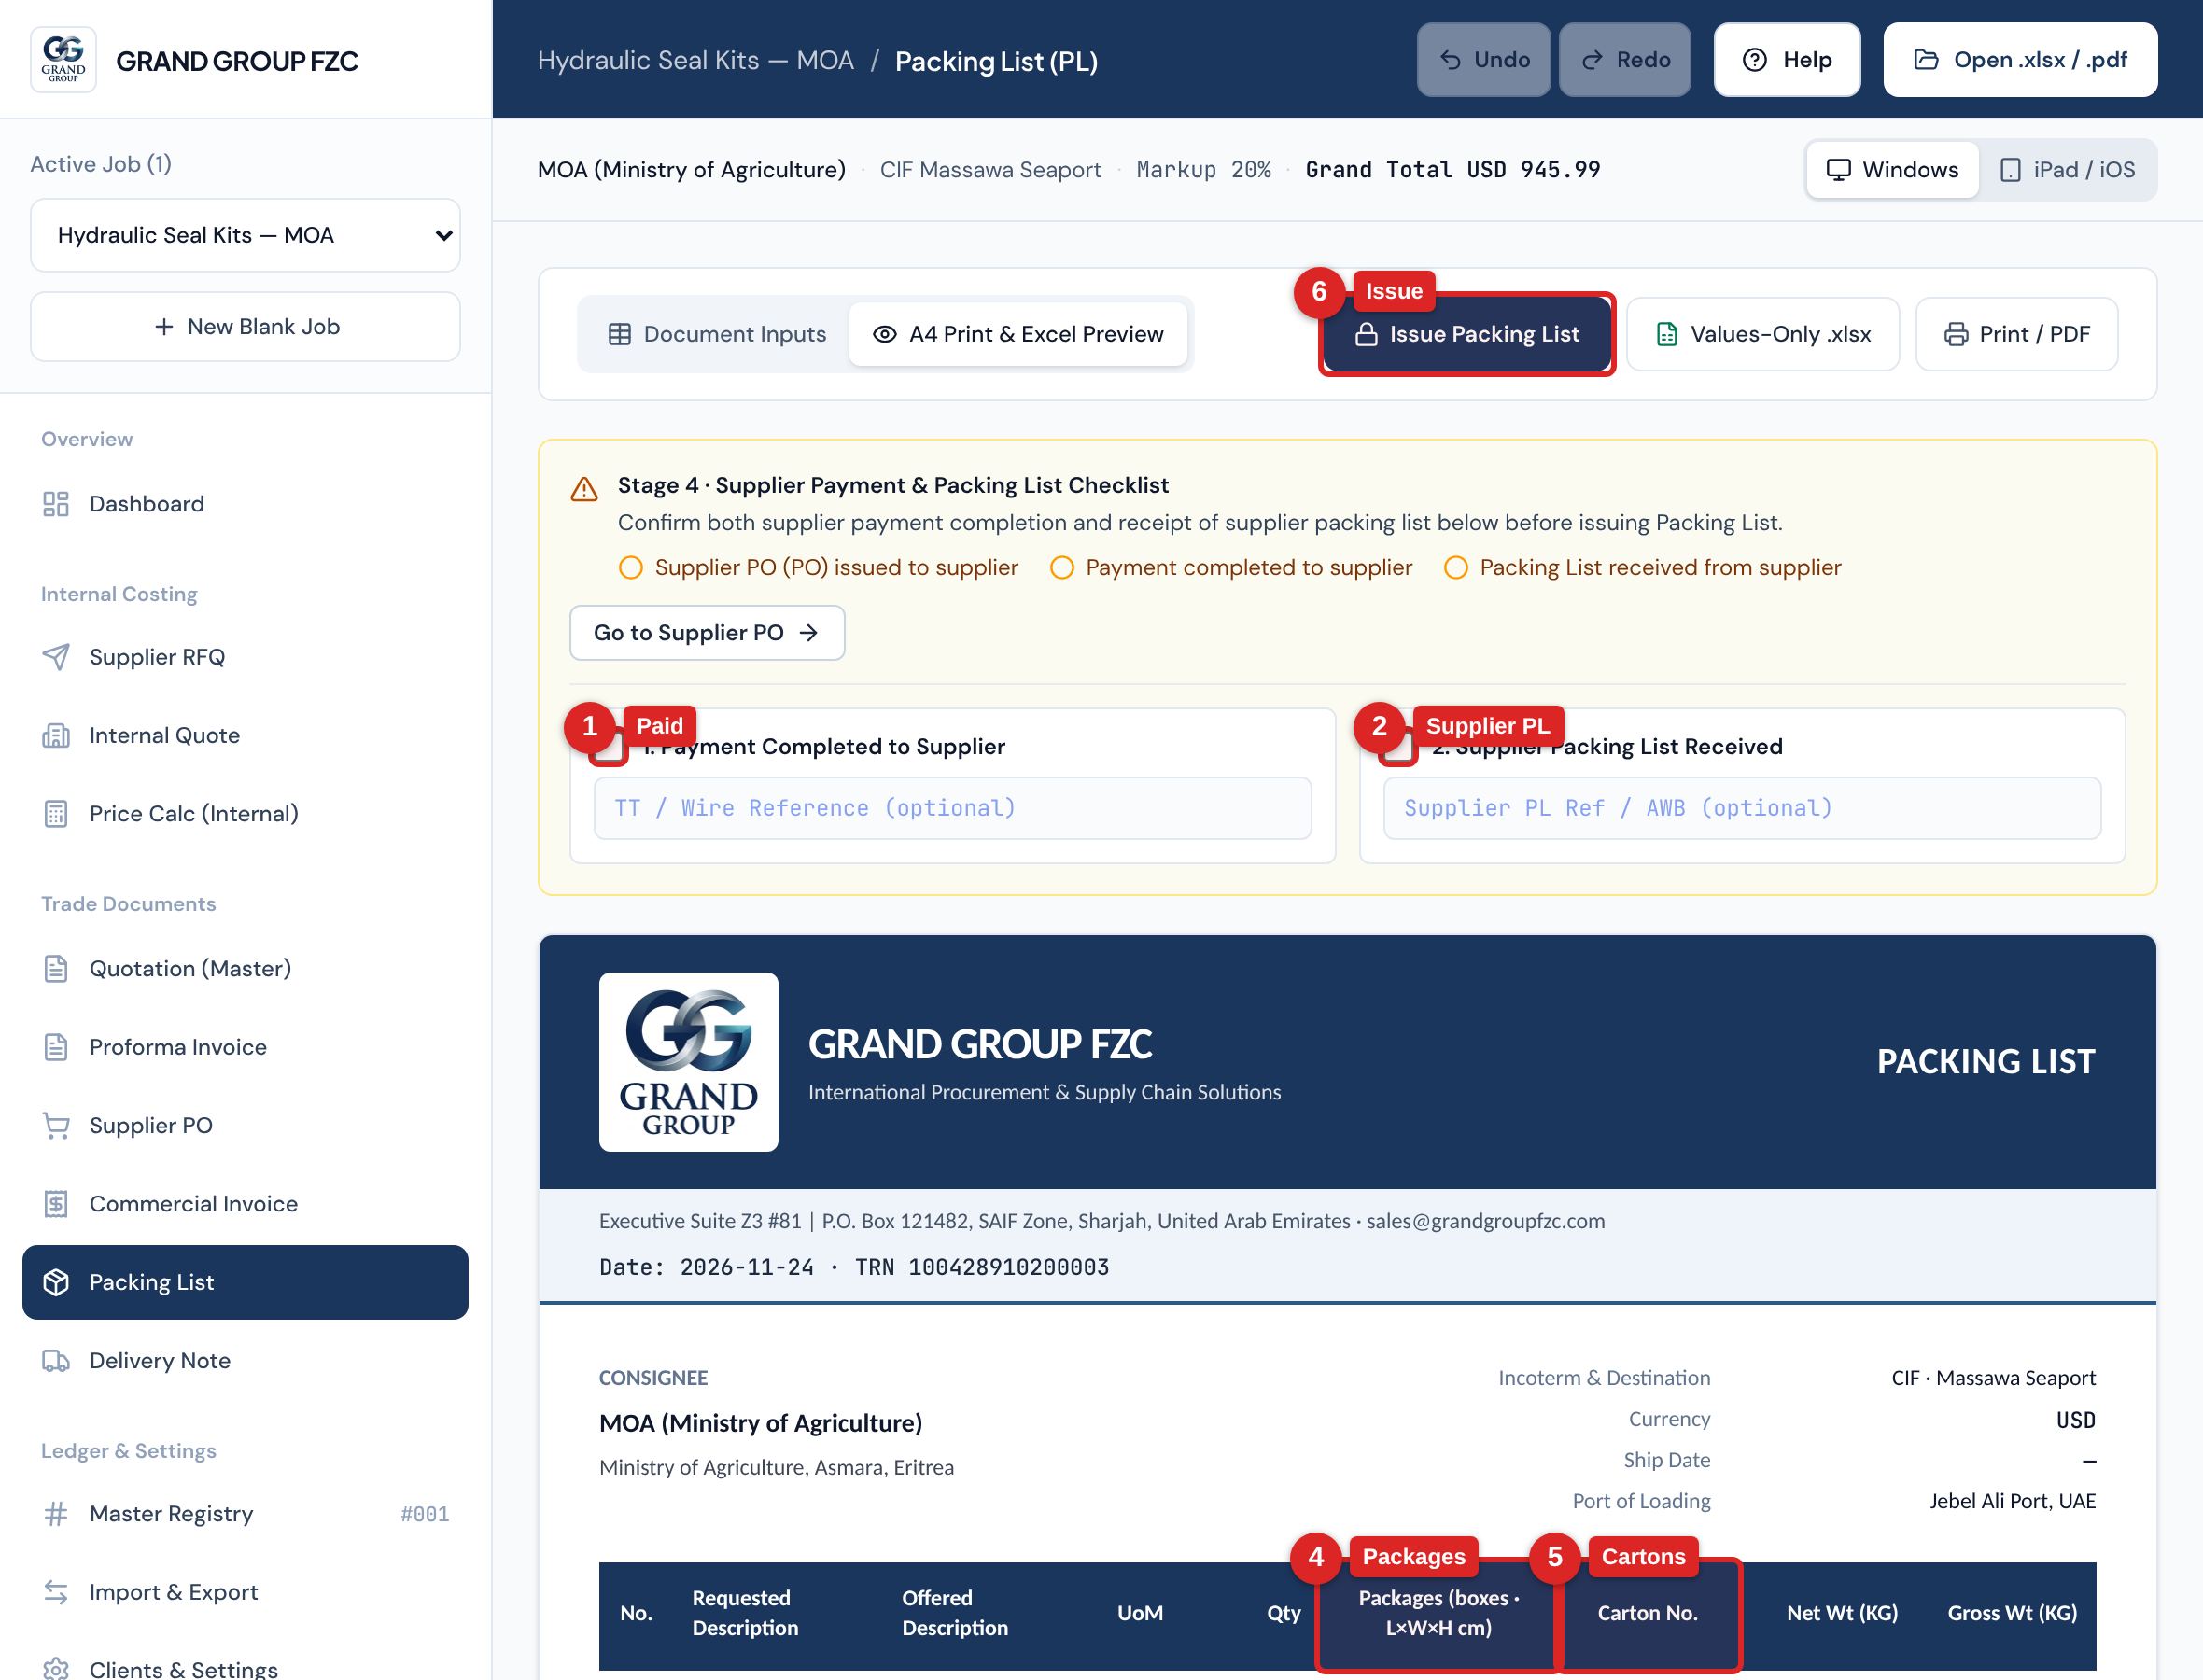 GG GRAND GROUP
GRAND GROUP FZC
Hydraulic Seal Kits — MOA / Packing List (PL)
Undo
Redo
Help
Open .xlsx / .pdf
Active Job (1)
Hydraulic Seal Kits — MOA
+ New Blank Job
Overview
Dashboard
Internal Costing
Supplier RFQ
Internal Quote
Price Calc (Internal)
Trade Documents
Quotation (Master)
Proforma Invoice
Supplier PO
Commercial Invoice
Packing List
Delivery Note
Ledger & Settings
Master Registry #001
Import & Export
Clients & Settings
MOA (Ministry of Agriculture) · CIF Massawa Seaport · Markup 20% · Grand Total USD 945.99
Windows
iPad / iOS
Document Inputs
A4 Print & Excel Preview
6 Issue
Issue Packing List
Values-Only .xlsx
Print / PDF
Stage 4 · Supplier Payment & Packing List Checklist
Confirm both supplier payment completion and receipt of supplier packing list below before issuing Packing List.
Supplier PO (PO) issued to supplier
Payment completed to supplier
Packing List received from supplier
Go to Supplier PO →
1 Paid
1. Payment Completed to Supplier
TT / Wire Reference (optional)
2 Supplier PL
2. Supplier Packing List Received
Supplier PL Ref / AWB (optional)
GG
GRAND
GROUP
GRAND GROUP FZC
International Procurement & Supply Chain Solutions
PACKING LIST
Executive Suite Z3 #81 | P.O. Box 121482, SAIF Zone, Sharjah, United Arab Emirates · sales@grandgroupfzc.com
Date: 2026-11-24 · TRN 100428910200003
CONSIGNEE
MOA (Ministry of Agriculture)
Ministry of Agriculture, Asmara, Eritrea
Incoterm & Destination CIF · Massawa Seaport
Currency USD
Ship Date —
Port of Loading Jebel Ali Port, UAE
4 Packages
5 Cartons
No.
Requested
Description
Offered
Description
UoM
Qty
Packages (boxes ·
L×W×H cm)
Carton No.
Net Wt (KG)
Gross Wt (KG)